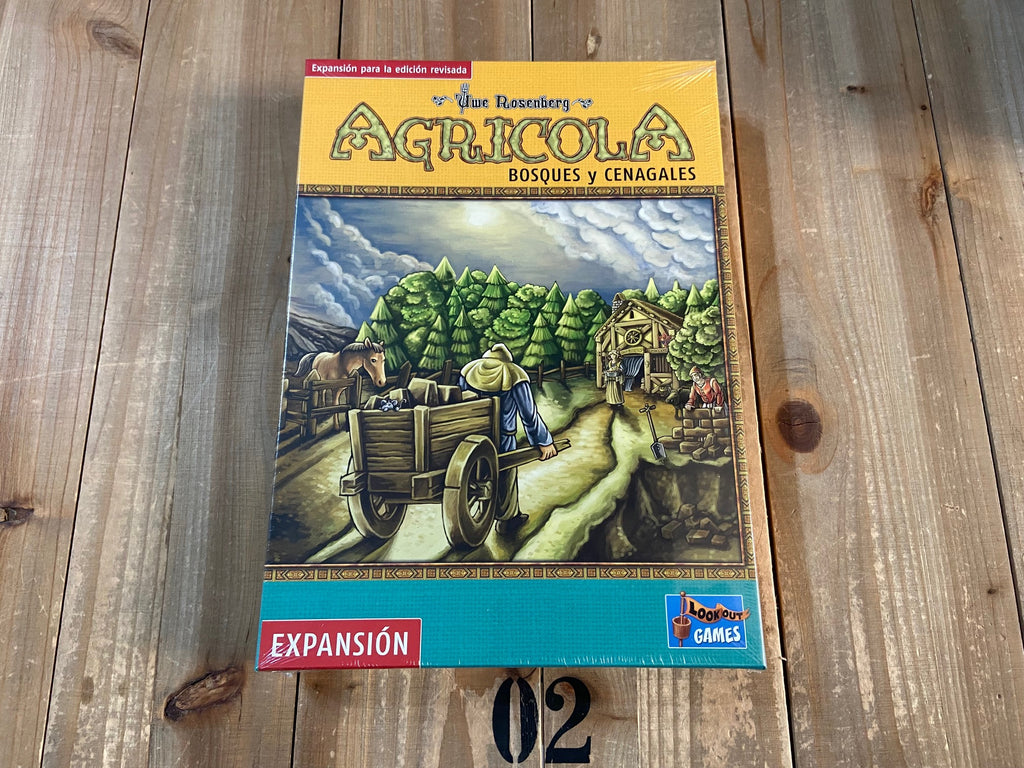 Expansión para la edición revisada
Uwe Rosenberg
AGRICOLA
BOSQUES y CENAGALES
LOOKOUT
GAMES
EXPANSIÓN
02